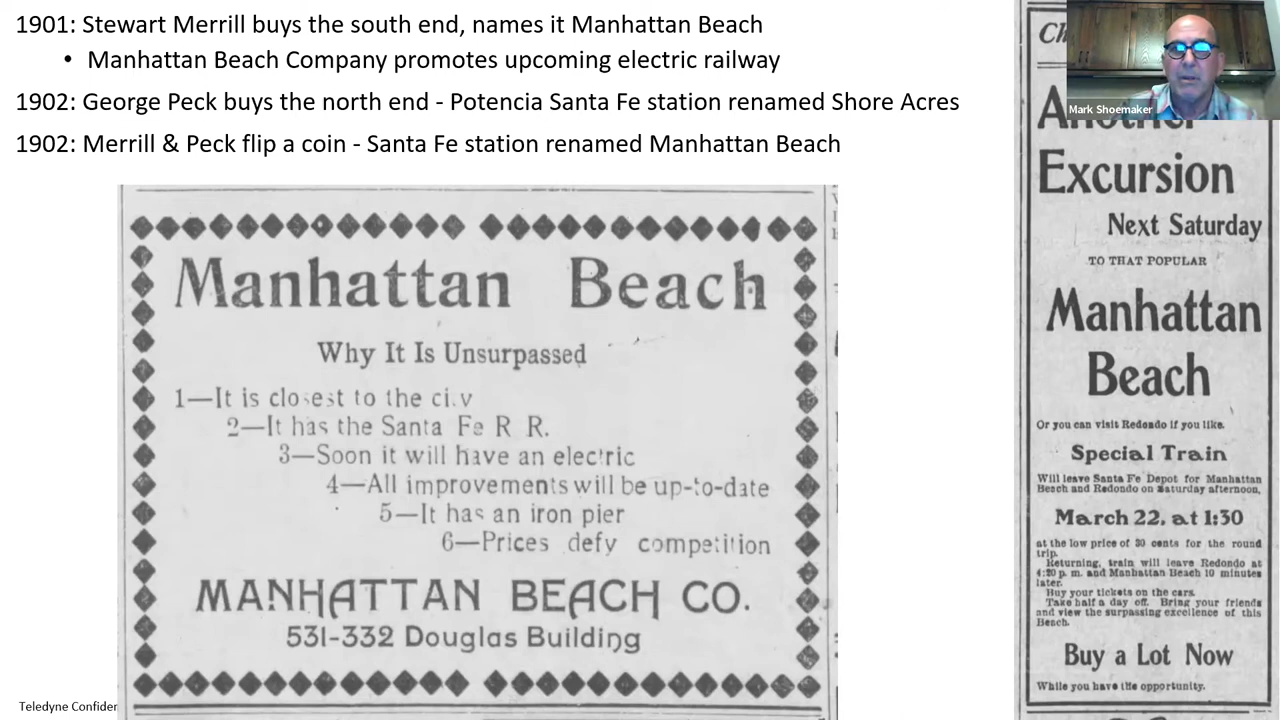 1901: Stewart Merrill buys the south end, names it Manhattan Beach
• Manhattan Beach Company promotes upcoming electric railway
1902: George Peck buys the north end - Potencia Santa Fe station renamed Shore Acres
1902: Merrill & Peck flip a coin - Santa Fe station renamed Manhattan Beach
Manhattan Beach
Why It Is Unsurpassed
1—It is closest to the
2—It has the Santa Fe R R.
3—Soon it will have an electric
4—All improvements will be up-to-date
5—It has an iron pier
6—Prices defy competition
MANHATTAN BEACH CO.
531-332 Douglas Building
Teledyne Confiden
Mark Shoemaker
Another
Excursion
Next Saturday
TO THAT POPULAR
Manhattan
Beach
Or you can visit Redondo if you like.
Special Train
Will leave Santa Fe Depot for Manhattan
Beach and Redondo on Saturday afternoon,
March 22, at 1:30
at the low price of 30 cents for the round
trip.
Returning, train will leave Redondo at
4:30 p. m. and Manhattan Beach 10 minutes
later.
Buy your tickets on the cars.
Take half a day off. Bring your friends
and view the surpassing excellence of this
Beach.
Buy a Lot Now
While you have the opportunity.